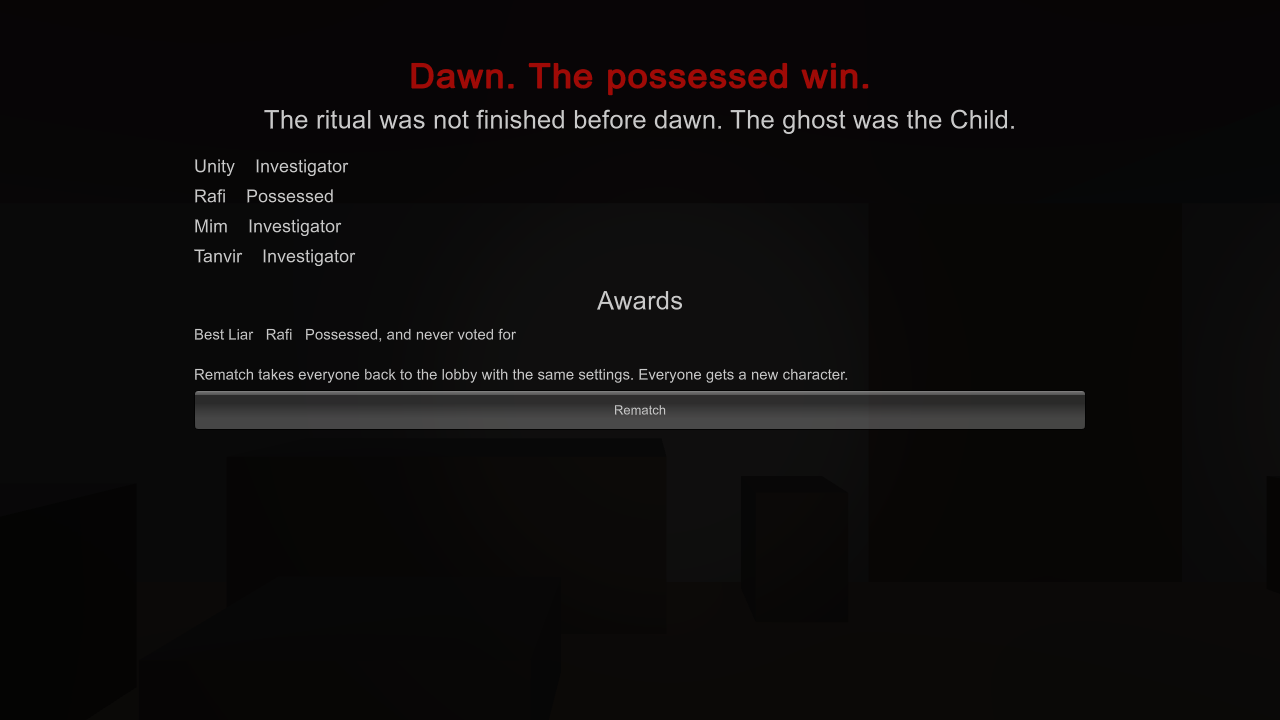 Dawn. The possessed win.
The ritual was not finished before dawn. The ghost was the Child.
Unity Investigator
Rafi Possessed
Mim Investigator
Tanvir Investigator
Awards
Best Liar Rafi Possessed, and never voted for
Rematch takes everyone back to the lobby with the same settings. Everyone gets a new character.
Rematch